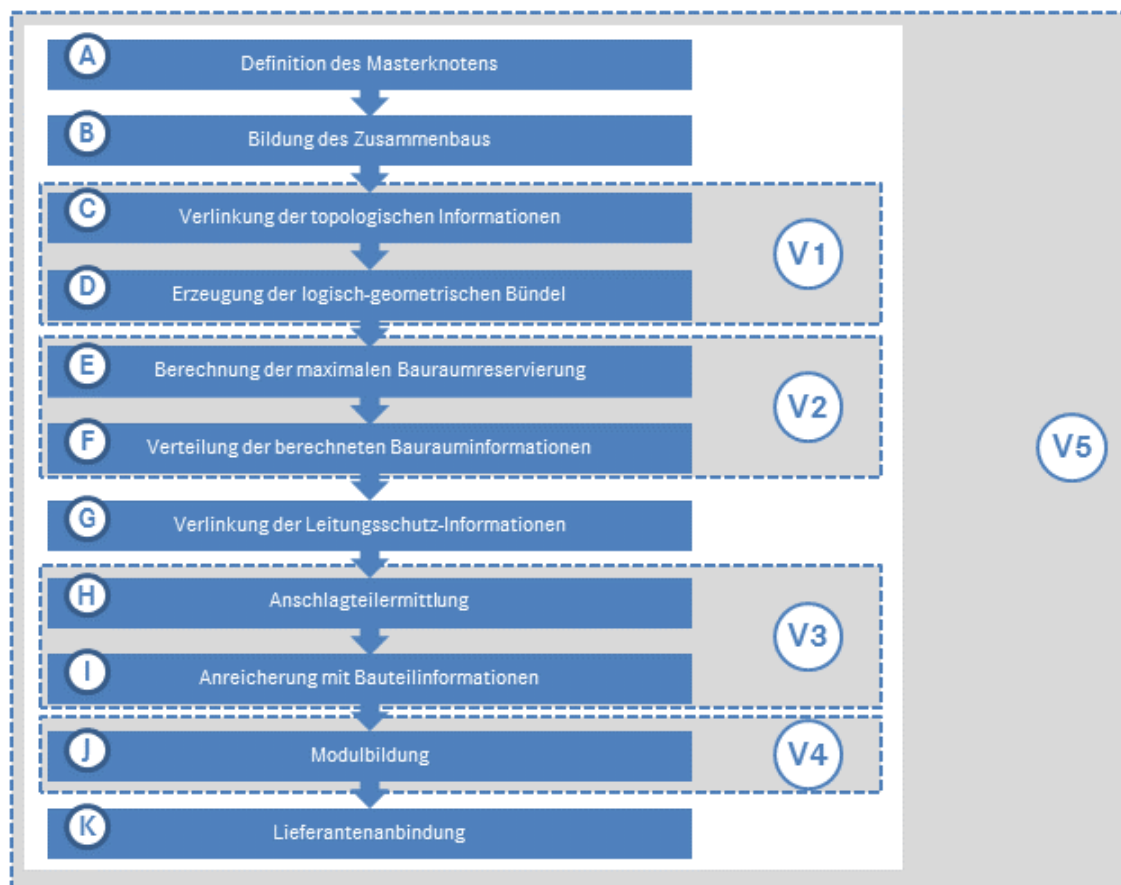 A
Definition des Masterknotens
B
Bildung des Zusammenbaus
C
Verlinkung der topologischen Informationen
V1
D
Erzeugung der logisch-geometrischen Bündel
E
Berechnung der maximalen Bauraumreservierung
V2
F
Verteilung der berechneten Baurauminformationen
V5
G
Verlinkung der Leitungsschutz-Informationen
H
Anschlagteilermittlung
V3
I
Anreicherung mit Bauteilinformationen
J
Modulbildung
V4
K
Lieferantenanbindung